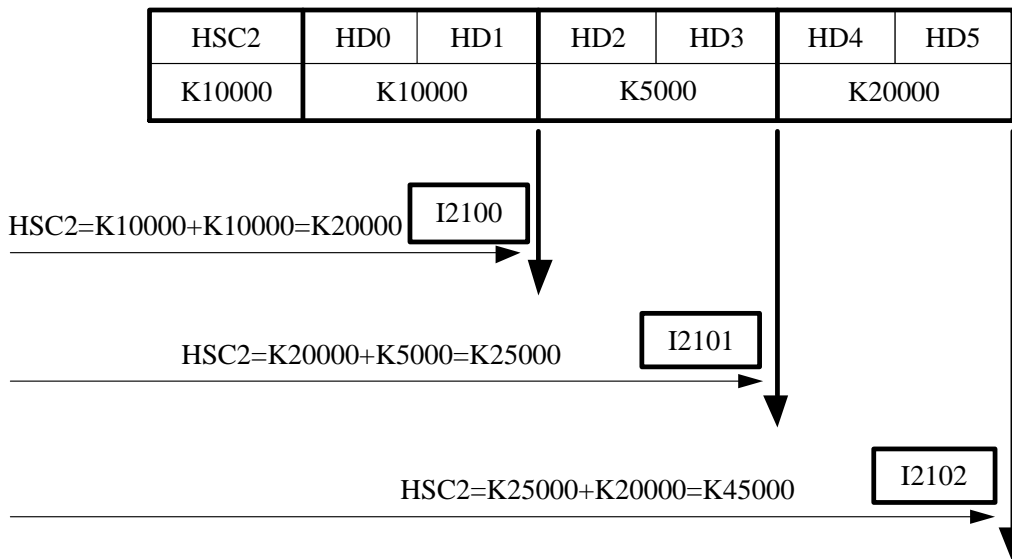 HSC2 HD0 HD1 HD2 HD3 HD4 HD5
K10000 K10000 K5000 K20000
I2100
HSC2=K10000+K10000=K20000
I2101
HSC2=K20000+K5000=K25000
I2102
HSC2=K25000+K20000=K45000